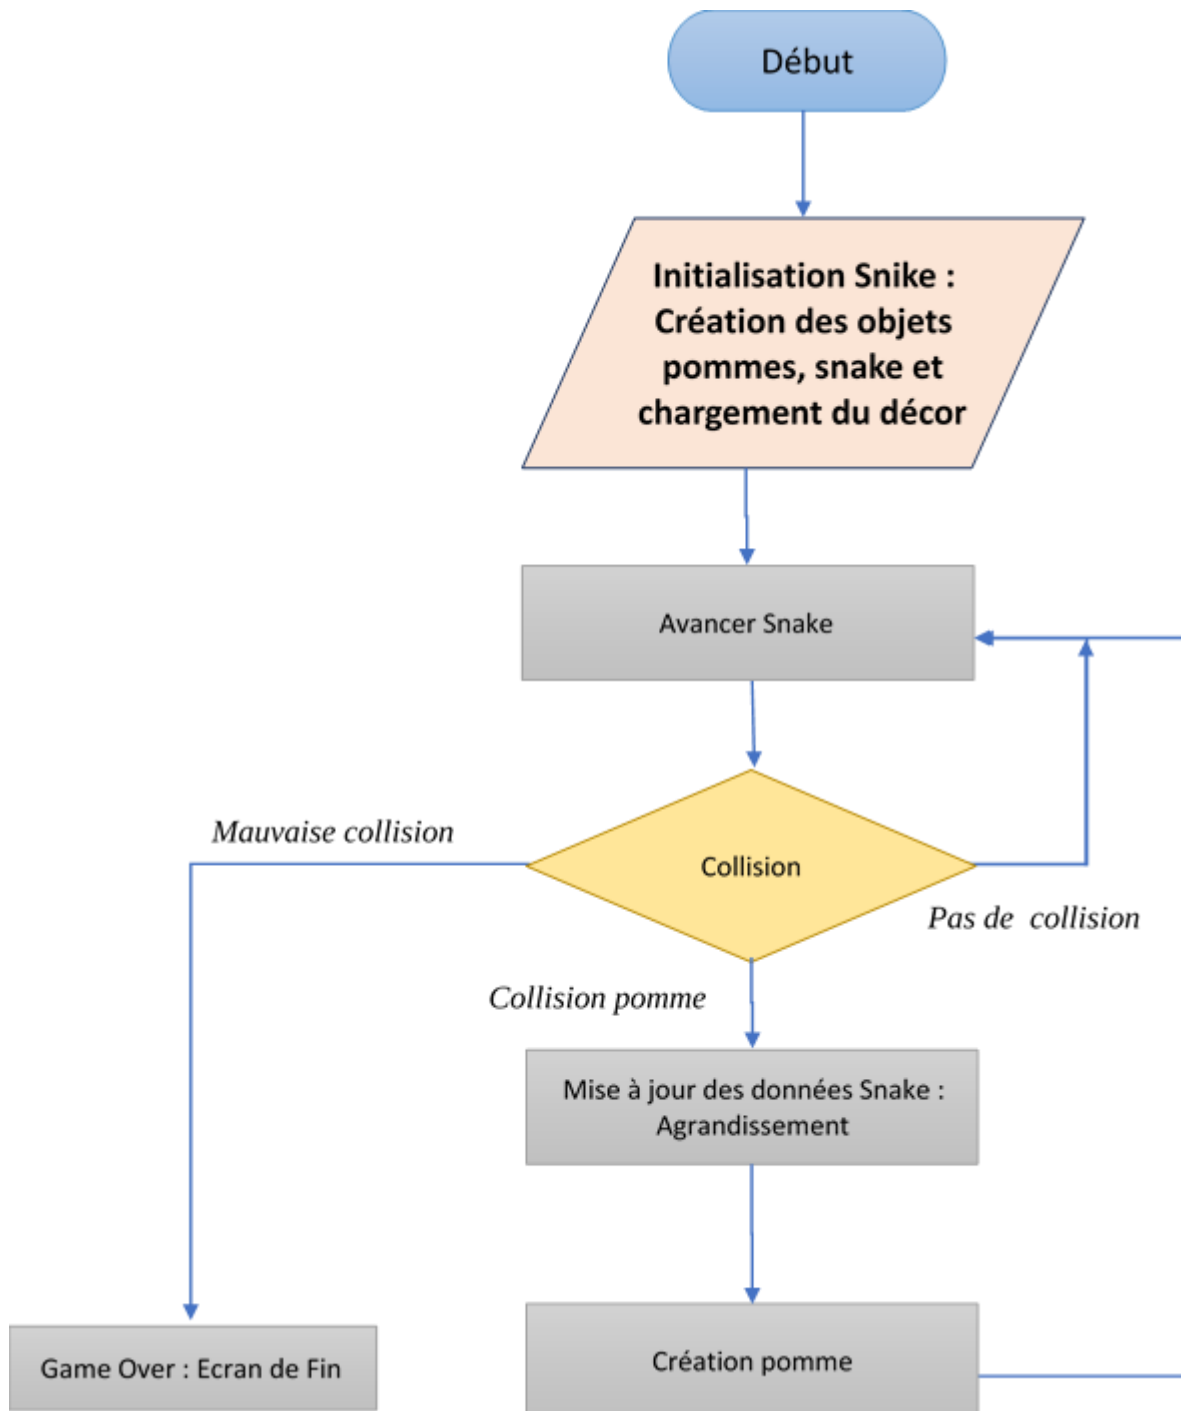 Début
Initialisation Snike :
Création des objets
pommes, snake et
chargement du décor
Avancer Snake
Mauvaise collision
Collision
Pas de  collision
Collision pomme
Mise à jour des données Snake :
Agrandissement
Game Over : Ecran de Fin
Création pomme